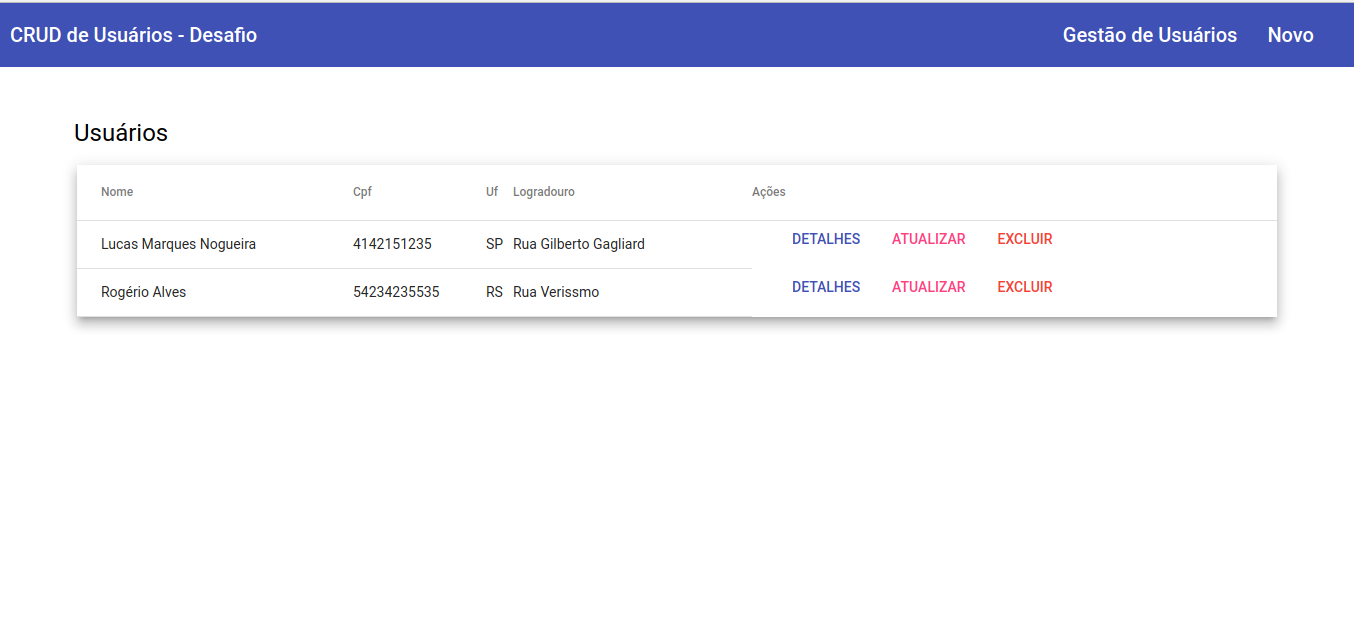 CRUD de Usuários - Desafio Gestão de Usuários Novo
Usuários
Nome Cpf Uf Logradouro Ações
Lucas Marques Nogueira 4142151235 SP Rua Gilberto Gagliard DETALHES ATUALIZAR EXCLUIR
Rogério Alves 54234235535 RS Rua Verissmo DETALHES ATUALIZAR EXCLUIR